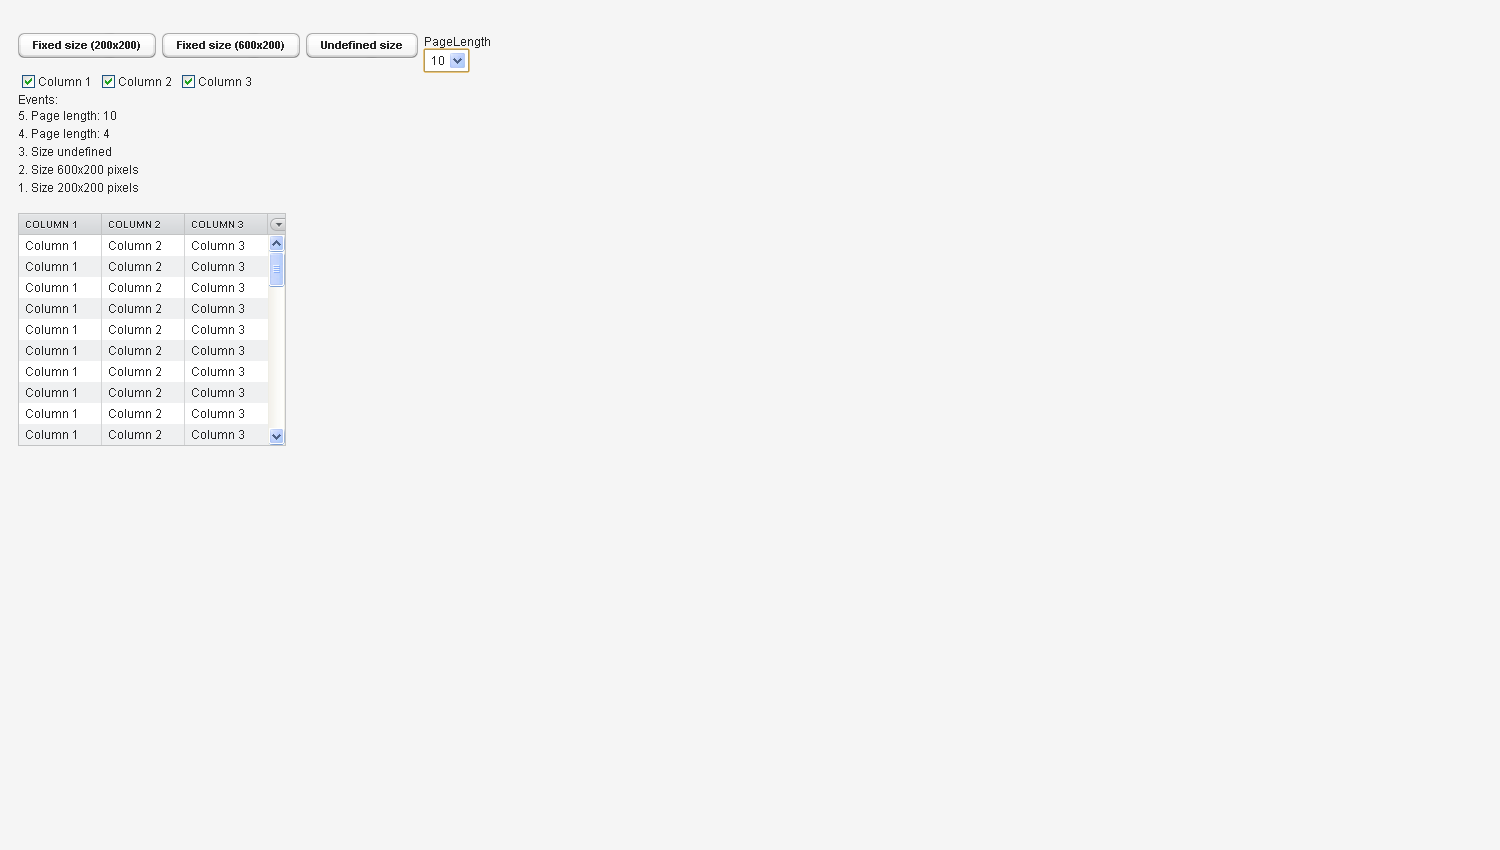 Fixed size (200x200) Fixed size (600x200) Undefined size PageLength
10
Column 1 Column 2 Column 3
Events:
5. Page length: 10
4. Page length: 4
3. Size undefined
2. Size 600x200 pixels
1. Size 200x200 pixels
COLUMN 1 COLUMN 2 COLUMN 3
Column 1 Column 2 Column 3
Column 1 Column 2 Column 3
Column 1 Column 2 Column 3
Column 1 Column 2 Column 3
Column 1 Column 2 Column 3
Column 1 Column 2 Column 3
Column 1 Column 2 Column 3
Column 1 Column 2 Column 3
Column 1 Column 2 Column 3
Column 1 Column 2 Column 3